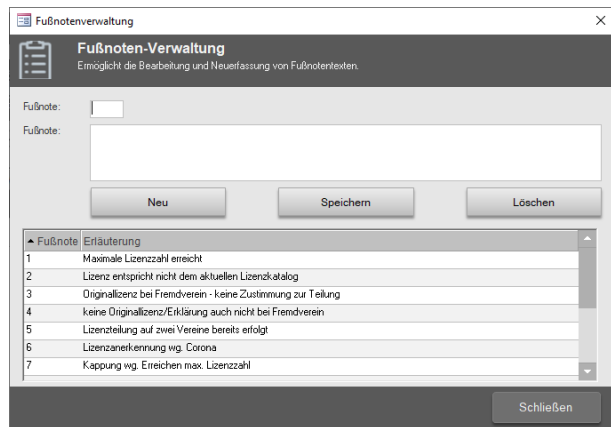 Fußnotenverwaltung
Fußnoten-Verwaltung
Ermöglicht die Bearbeitung und Neuerfassung von Fußnotentexten.
Fußnote:
Fußnote:
Neu Speichern Löschen
Fußnote Erläuterung
1 Maximale Lizenzzahl erreicht
2 Lizenz entspricht nicht dem aktuellen Lizenzkatalog
3 Originallizenz bei Fremdverein - keine Zustimmung zur Teilung
4 keine Originallizenz/Erklärung auch nicht bei Fremdverein
5 Lizenzteilung auf zwei Vereine bereits erfolgt
6 Lizenzanerkennung wg. Corona
7 Kappung wg. Erreichen max. Lizenzzahl
Schließen